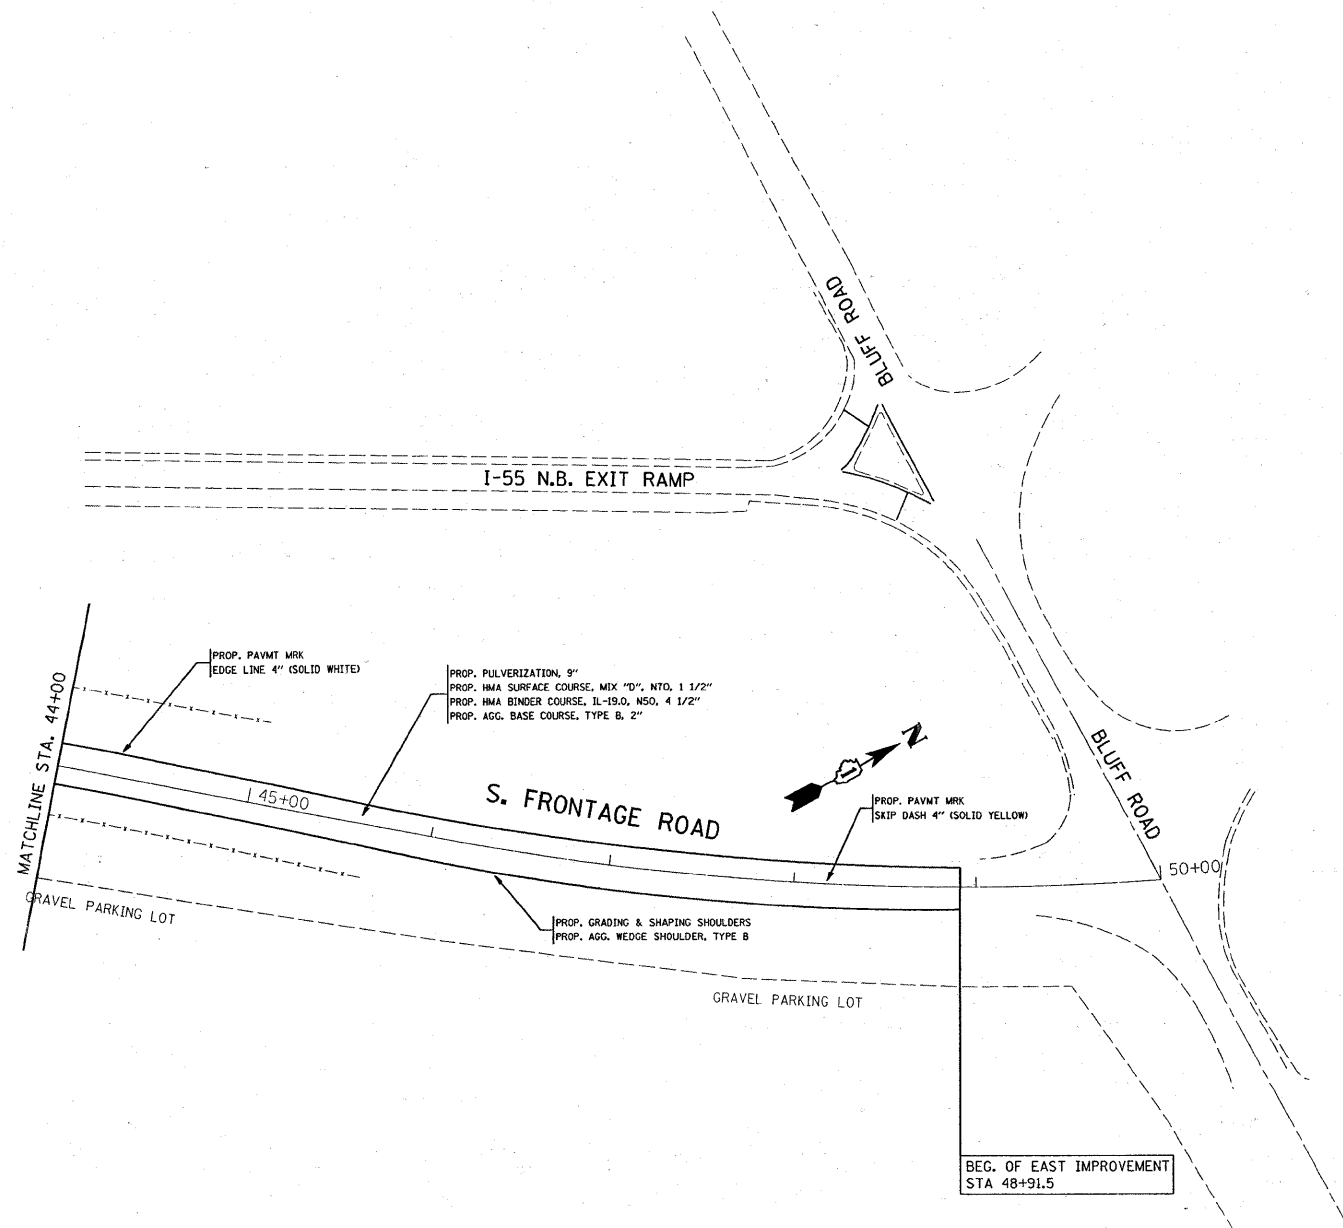 BLUFF ROAD
I-55 N.B. EXIT RAMP
MATCHLINE STA. 44+00
PROP. PAVMT MRK
EDGE LINE 4" (SOLID WHITE)
PROP. PULVERIZATION, 9"
PROP. HMA SURFACE COURSE, MIX "D", N70, 1 1/2"
PROP. HMA BINDER COURSE, IL-19.0, N50, 4 1/2"
PROP. AGG. BASE COURSE, TYPE B, 2"
N
1
BLUFF ROAD
45+00
S. FRONTAGE ROAD
PROP. PAVMT MRK
SKIP DASH 4" (SOLID YELLOW)
50+00
GRAVEL PARKING LOT
PROP. GRADING & SHAPING SHOULDERS
PROP. AGG. WEDGE SHOULDER, TYPE B
GRAVEL PARKING LOT
BEG. OF EAST IMPROVEMENT
STA 48+91.5